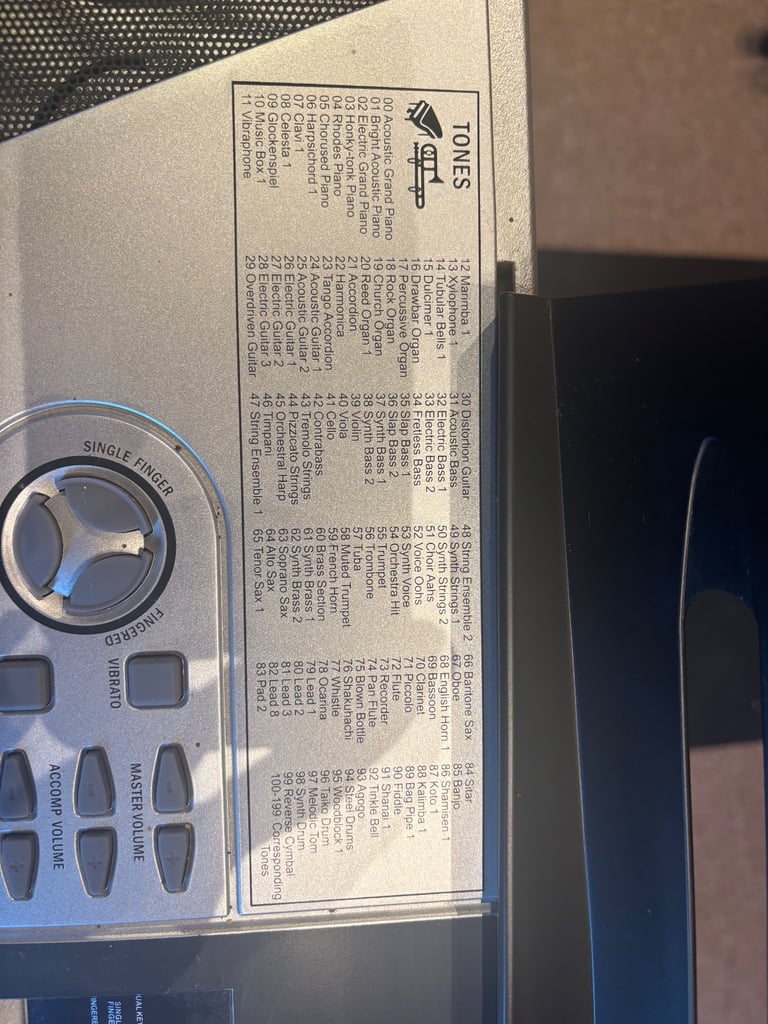 TONES
00 Acoustic Grand Piano
01 Bright Acoustic Piano
02 Electric Grand Piano
03 Honky-tonk Piano
04 Rhodes Piano
05 Chorused Piano
06 Harpsichord 1
07 Clavi 1
08 Celesta 1
09 Glockenspiel
10 Music Box 1
11 Vibraphone
12 Marimba 1
13 Xylophone 1
14 Tubular Bells 1
15 Dulcimer 1
16 Drawbar Organ
17 Percussive Organ
18 Rock Organ
19 Church Organ
20 Reed Organ 1
21 Accordion
22 Harmonica
23 Tango Accordion
24 Acoustic Guitar 1
25 Acoustic Guitar 2
26 Electric Guitar 1
27 Electric Guitar 2
28 Electric Guitar 3
29 Overdriven Guitar
30 Distortion Guitar
31 Acoustic Bass
32 Electric Bass 1
33 Electric Bass 2
34 Fretless Bass
35 Slap Bass 1
36 Slap Bass 2
37 Synth Bass 1
38 Synth Bass 2
39 Violin
40 Viola
41 Cello
42 Contrabass
43 Tremolo Strings
44 Pizzicato Strings
45 Orchestral Harp
46 Timpani
47 String Ensemble 1
48 String Ensemble 2
49 Synth Strings 1
50 Synth Strings 2
51 Choir Aahs
52 Voice Oohs
53 Synth Voice
54 Orchestra Hit
55 Trumpet
56 Trombone
57 Tuba
58 Muted Trumpet
59 French Horn
60 Brass Section
61 Synth Brass 1
62 Synth Brass 2
63 Soprano Sax
64 Alto Sax
65 Tenor Sax 1
66 Baritone Sax
67 Oboe
68 English Horn 1
69 Bassoon
70 Clarinet
71 Piccolo
72 Flute
73 Recorder
74 Pan Flute
75 Blown Bottle
76 Shakuhachi
77 Whistle
78 Ocarina
79 Lead 1
80 Lead 2
81 Lead 3
82 Lead 8
83 Pad 2
84 Sitar
85 Banjo
86 Shamisen 1
87 Koto 1
88 Kalimba 1
89 Bag Pipe 1
90 Fiddle
91 Shanai 1
92 Tinkle Bell
93 Agogo
94 Steel Drums
95 Woodblock 1
96 Taiko Drum
97 Melodic Tom
98 Synth Drum
99 Reverse Cymbal
100-199 Corresponding
Tones
SINGLE FINGER
FINGERED
VIBRATO
MASTER VOLUME
- +
ACCOMP VOLUME
- +